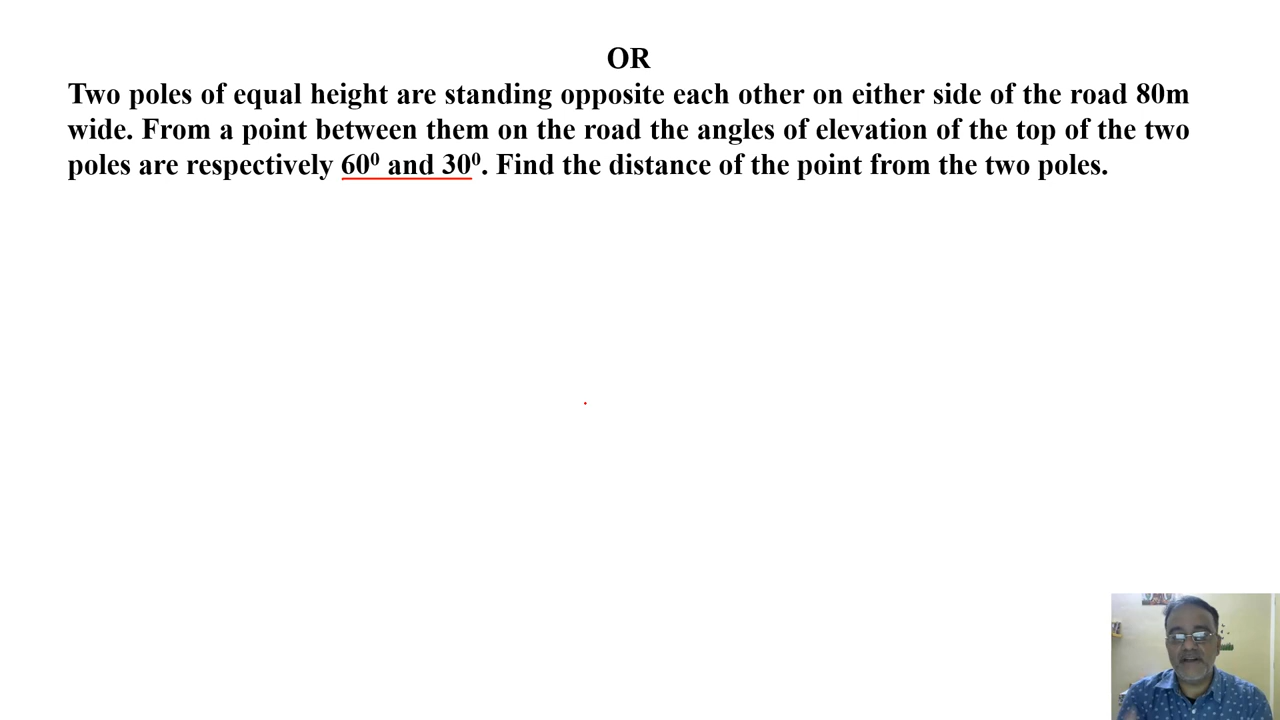 OR
Two poles of equal height are standing opposite each other on either side of the road 80m
wide. From a point between them on the road the angles of elevation of the top of the two
poles are respectively 60⁰ and 30⁰. Find the distance of the point from the two poles.